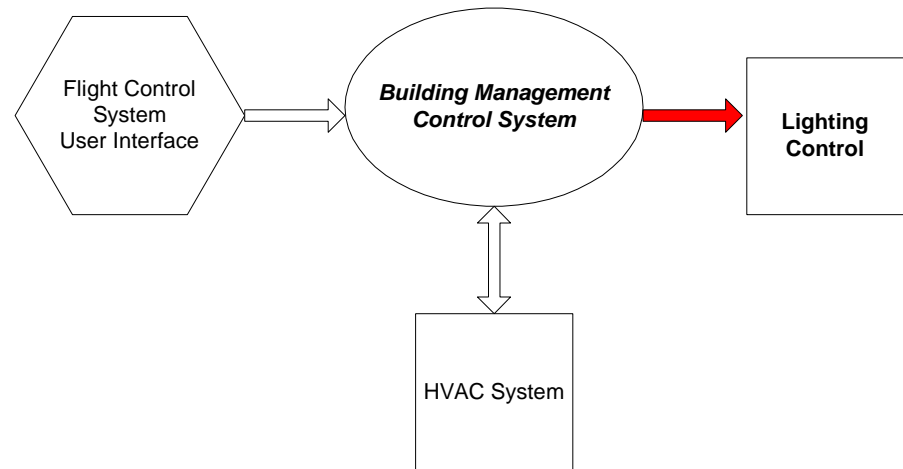 Flight Control
System
User Interface
Building Management
Control System
Lighting
Control
HVAC System